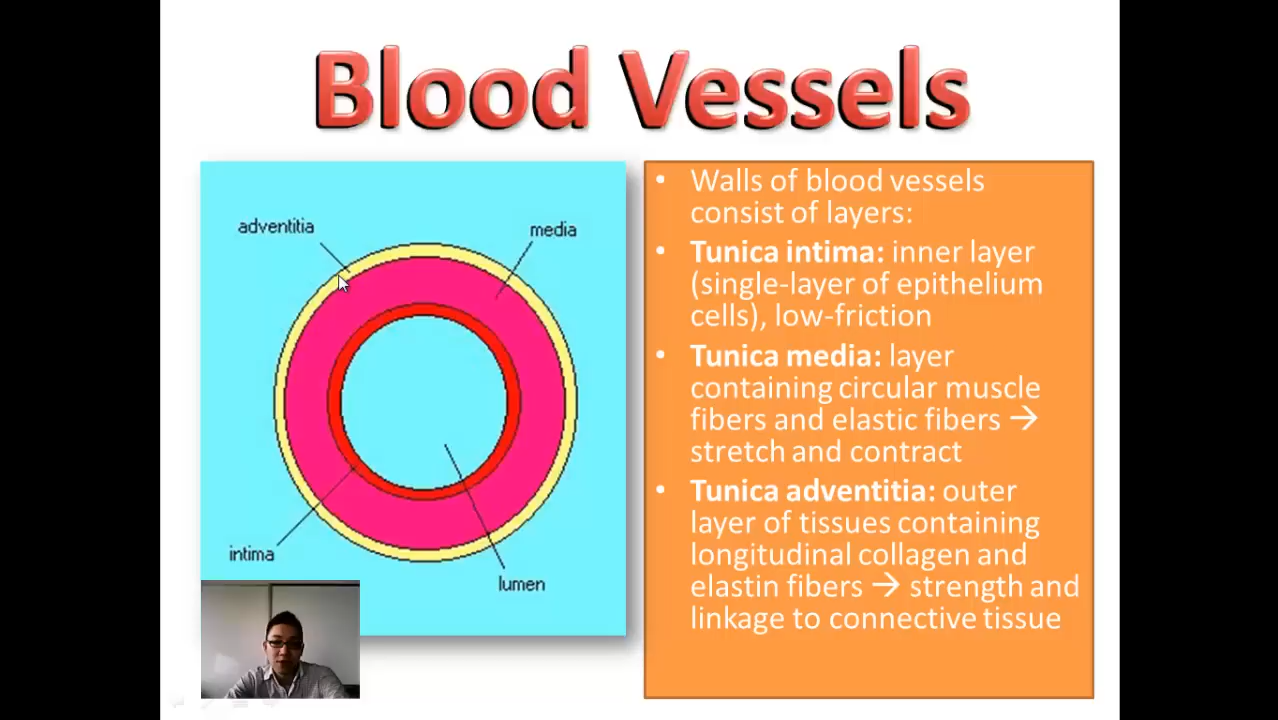 Blood Vessels
adventitia
media
intima
lumen
• Walls of blood vessels
consist of layers:
• Tunica intima: inner layer
(single-layer of epithelium
cells), low-friction
• Tunica media: layer
containing circular muscle
fibers and elastic fibers →
stretch and contract
• Tunica adventitia: outer
layer of tissues containing
longitudinal collagen and
elastin fibers → strength and
linkage to connective tissue